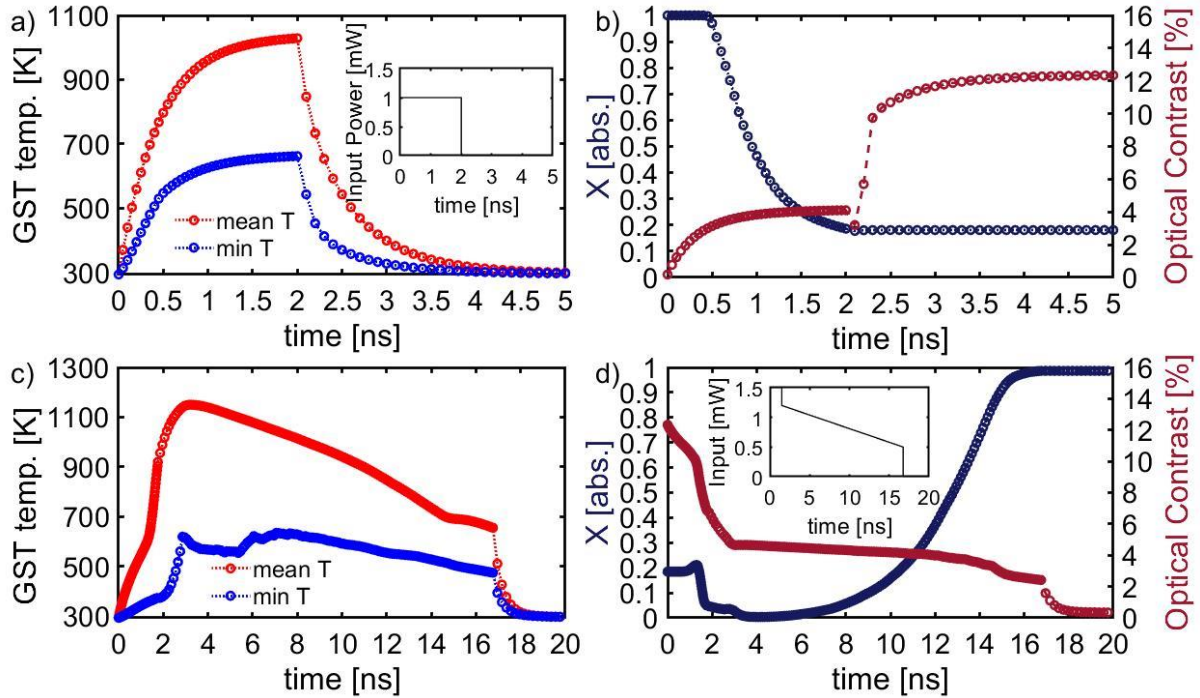 a)
GST temp. [K]
1100
900
700
500
300
0 0.5 1 1.5 2 2.5 3 3.5 4 4.5 5
time [ns]
mean T
min T
Input Power [mW]
1.5
1
0.5
0
0 1 2 3 4 5
time [ns]
b)
X [abs.]
1
0.9
0.8
0.7
0.6
0.5
0.4
0.3
0.2
0.1
0
0 0.5 1 1.5 2 2.5 3 3.5 4 4.5 5
time [ns]
16
14
12
10
8
6
4
2
0
Optical Contrast [%]
c)
GST temp. [K]
1300
1100
900
700
500
300
0 2 4 6 8 10 12 14 16 18 20
time [ns]
mean T
min T
d)
X [abs.]
1
0.9
0.8
0.7
0.6
0.5
0.4
0.3
0.2
0.1
0
0 2 4 6 8 10 12 14 16 18 20
time [ns]
Input [mW]
1.5
1
0.5
0
0 5 10 15 20
time [ns]
16
14
12
10
8
6
4
2
0
Optical Contrast [%]